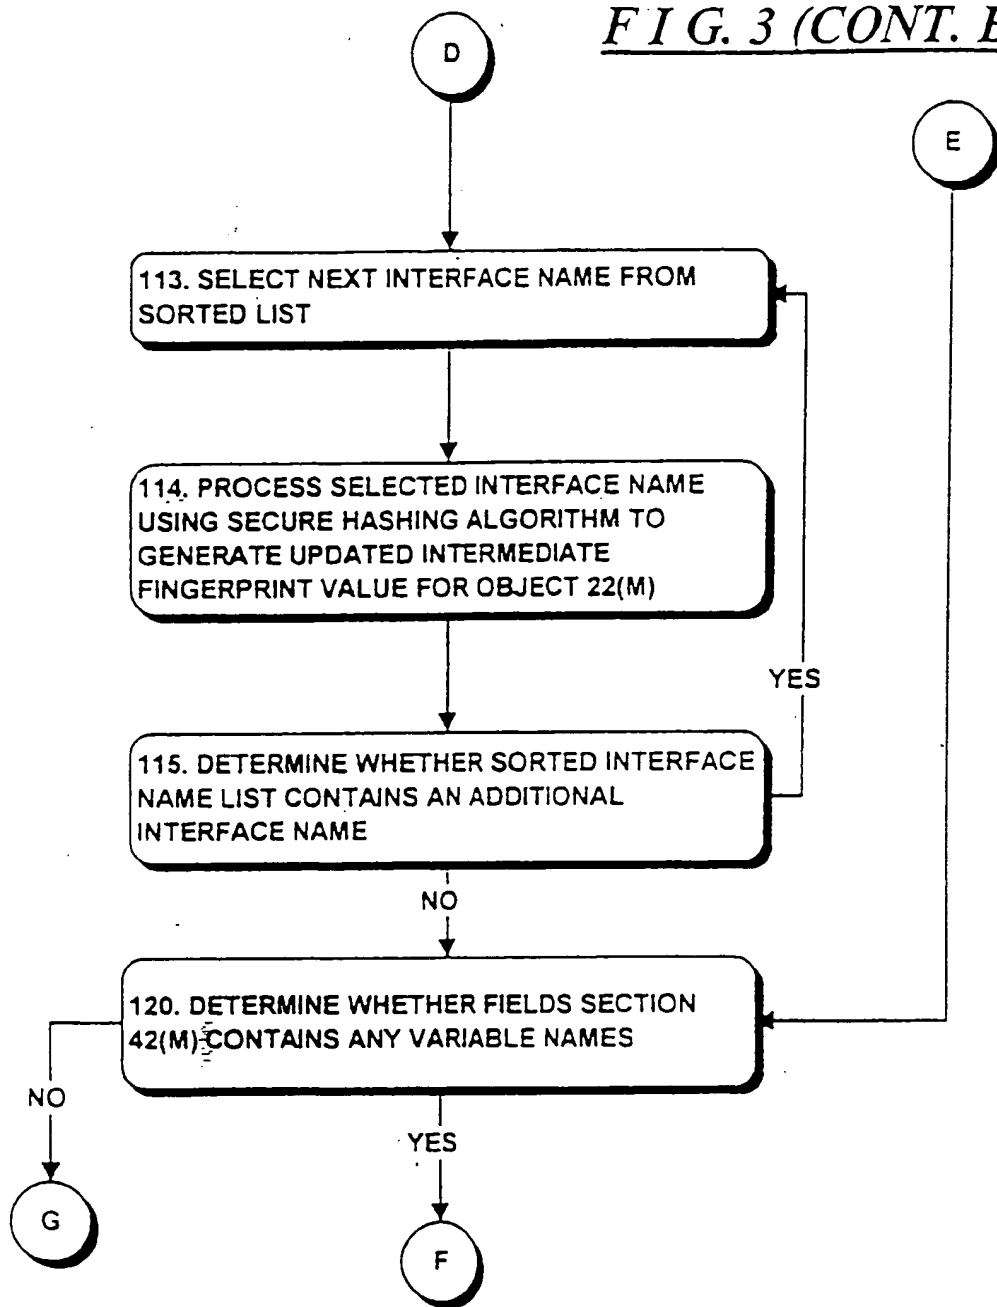 F I G. 3 (CONT. 
D
E
113. SELECT NEXT INTERFACE NAME FROM
SORTED LIST
114. PROCESS SELECTED INTERFACE NAME
USING SECURE HASHING ALGORITHM TO
GENERATE UPDATED INTERMEDIATE
FINGERPRINT VALUE FOR OBJECT 22(M)
YES
115. DETERMINE WHETHER SORTED INTERFACE
NAME LIST CONTAINS AN ADDITIONAL
INTERFACE NAME
NO
120. DETERMINE WHETHER FIELDS SECTION
42(M) CONTAINS ANY VARIABLE NAMES
NO
YES
G
F